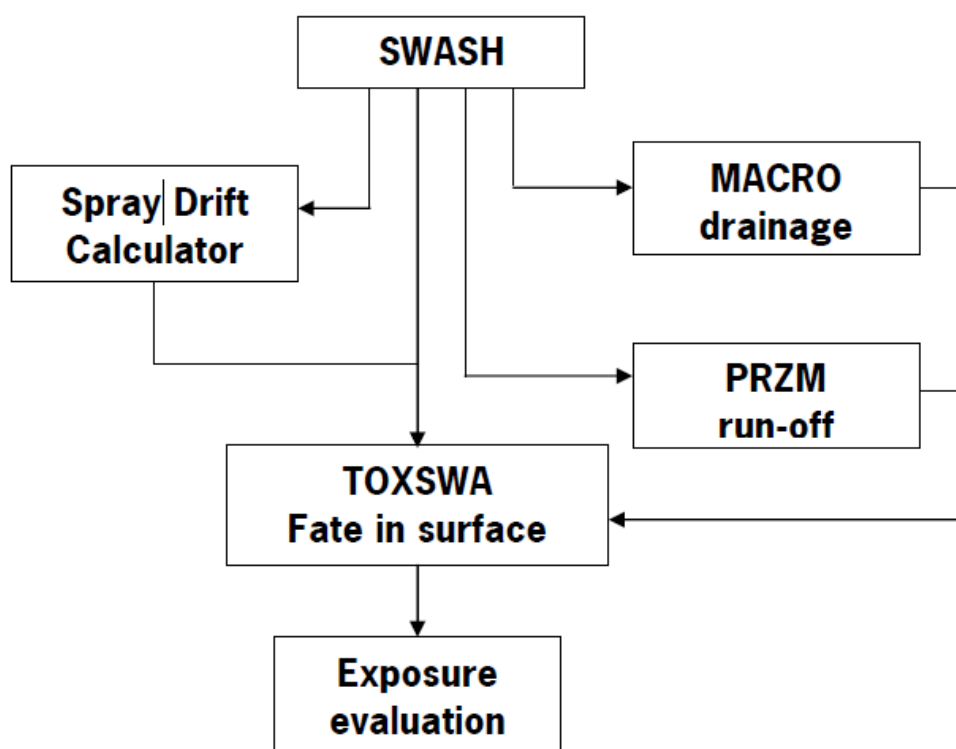 SWASH
Spray Drift
Calculator
MACRO
drainage
PRZM
run-off
TOXSWA
Fate in surface
Exposure
evaluation